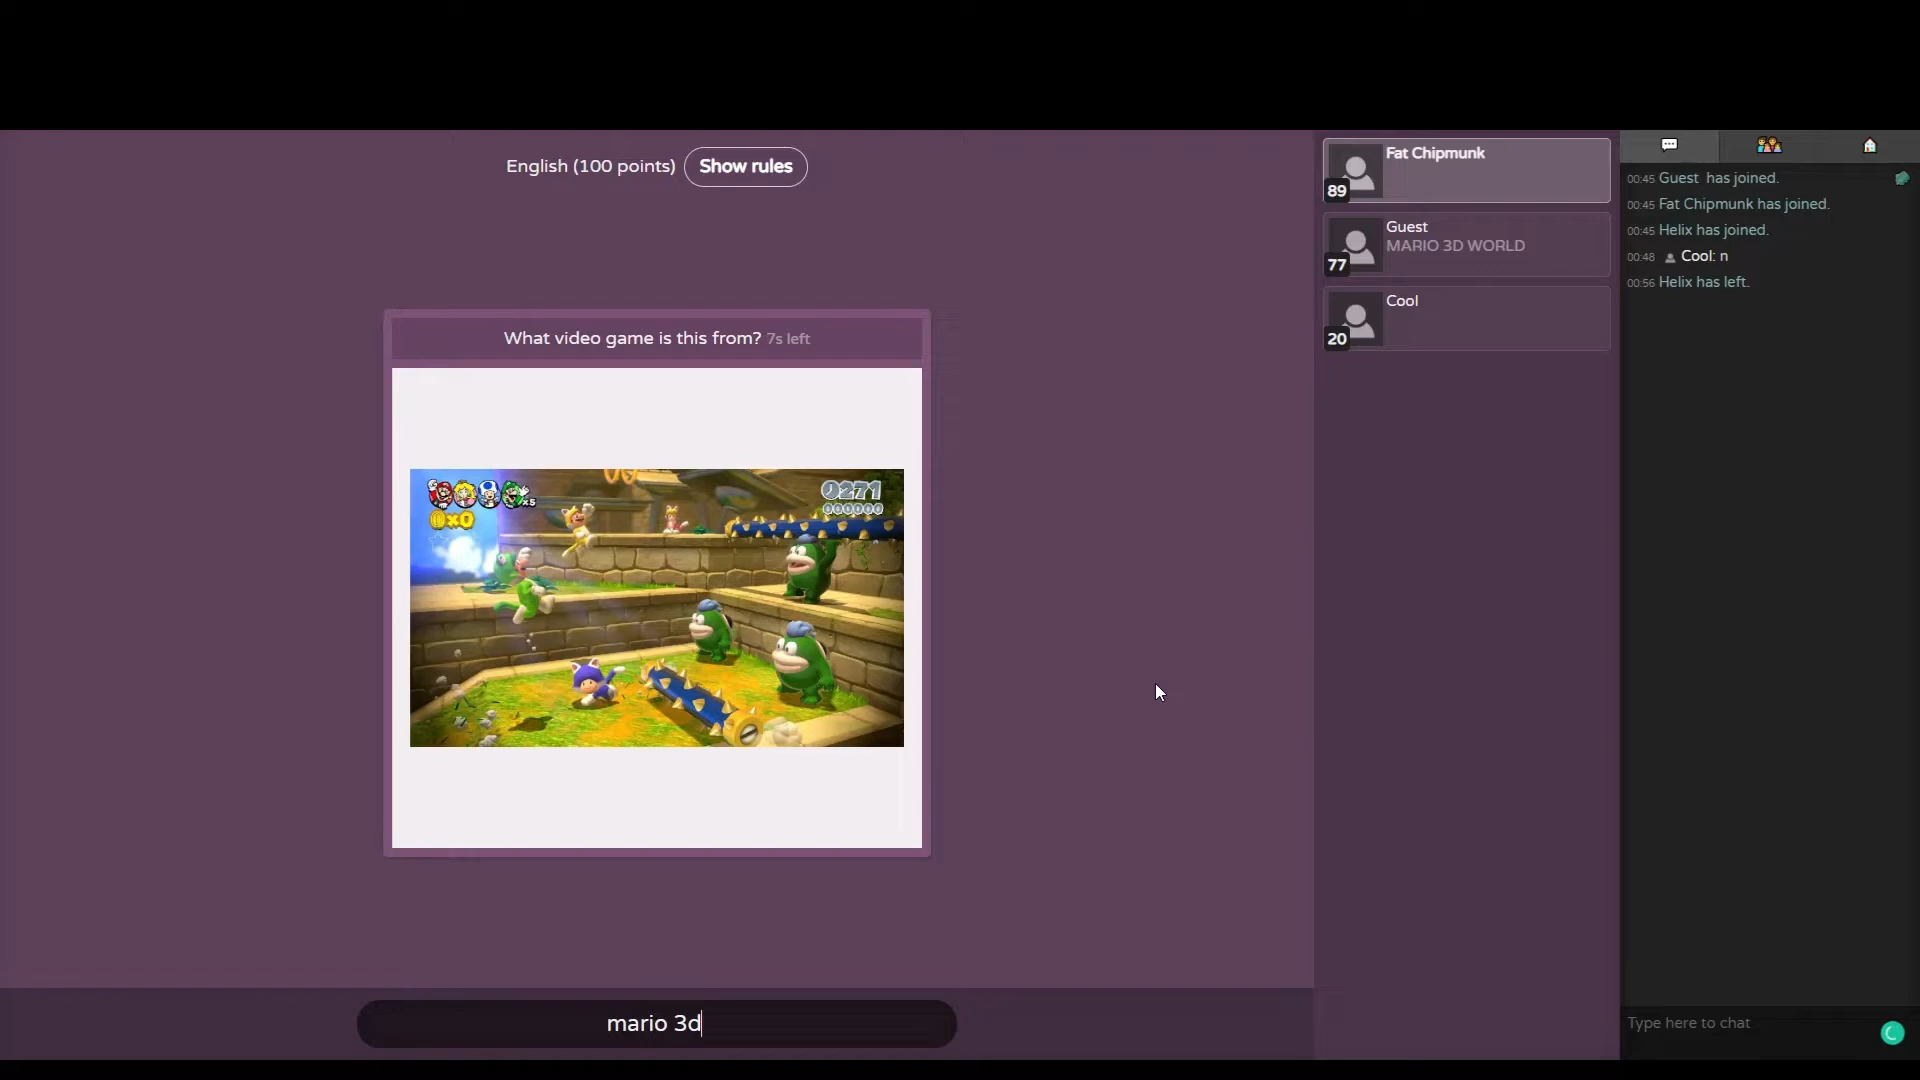 English (100 points) Show rules
What video game is this from? 7s left
x5
x0
0271
000000
mario 3d
Fat Chipmunk
89
Guest
MARIO 3D WORLD
77
Cool
20
00:45 Guest has joined.
00:45 Fat Chipmunk has joined.
00:45 Helix has joined.
00:48 Cool: n
00:56 Helix has left.
Type here to chat